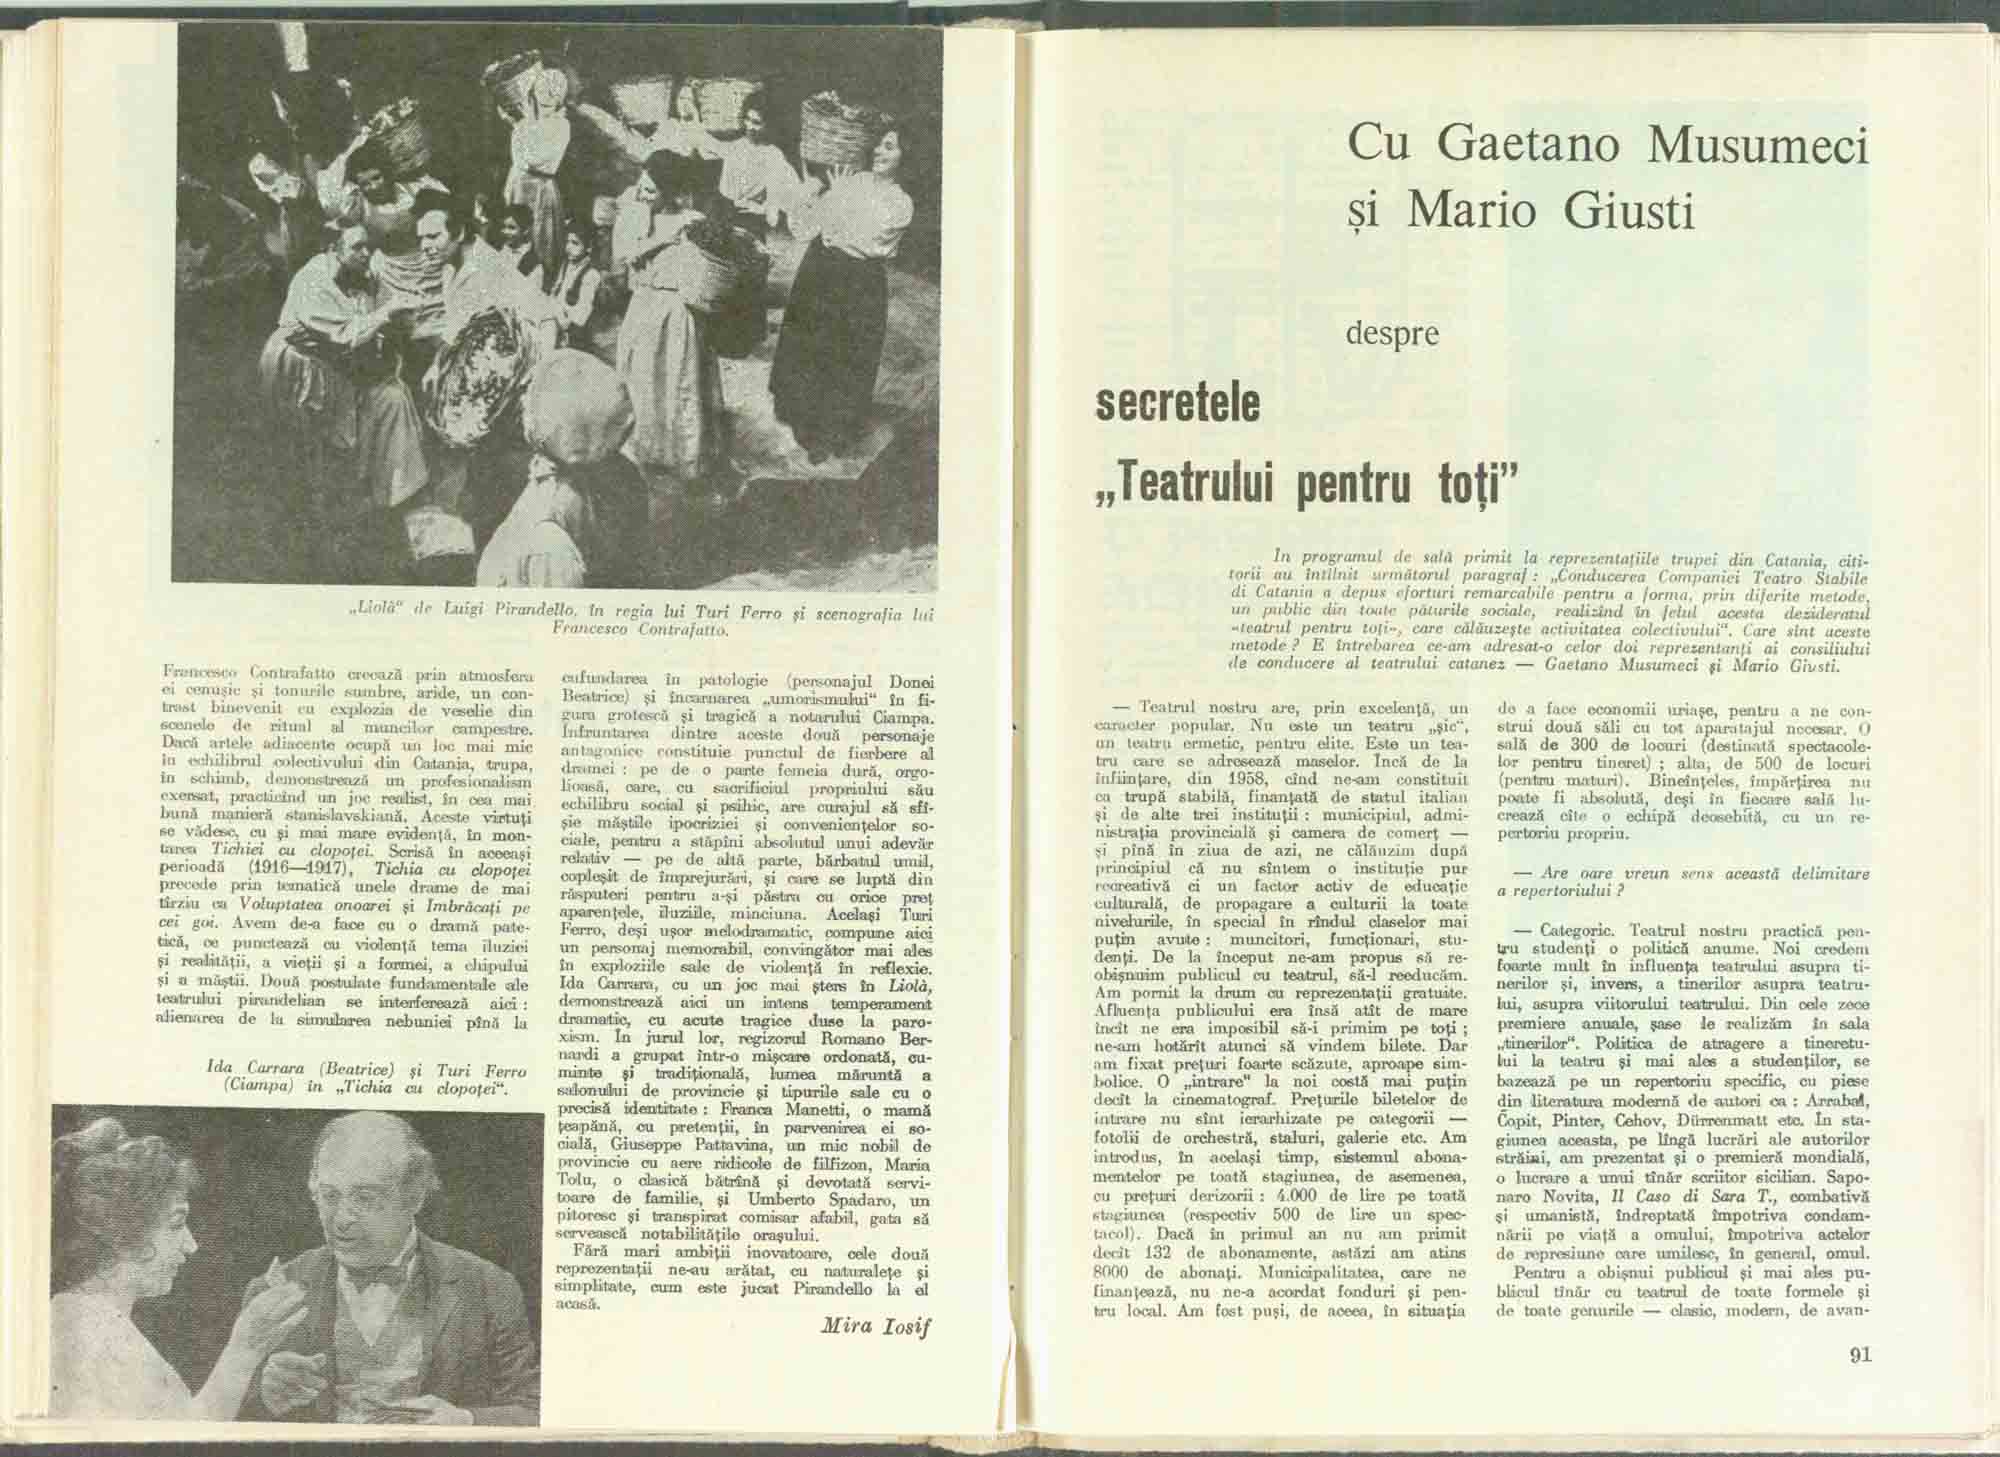 „Liolà“ de Luigi Pirandello, în regia lui Turi Ferro și scenografia lui
Francesco Contrafatto.
Francesco Contrafatto creează prin atmosfera
ei cenușie și tonurile sumbre, aride, un con-
trast binevenit cu explozia de veselie din
scenele de ritual al muncilor campestre.
Dacă artele adiacente ocupă un loc mai mic
în echilibrul colectivului din Catania, trupa,
în schimb, demonstrează un profesionalism
exersat, practicînd un joc realist, în cea mai
bună manieră stanislavskiană. Aceste virtuți
se vădesc, cu și mai mare evidență, în mon-
tarea Tichiei cu clopoței. Scrisă în aceeași
perioadă (1916—1917), Tichia cu clopoței
precede prin tematică unele drame de mai
tîrziu ca Voluptatea onoarei și Imbrăcați pe
cei goi. Avem de-a face cu o dramă pate-
tică, ce punctează cu violență tema iluziei
și realității, a vieții și a formei, a chipului
și a măștii. Două postulate fundamentale ale
teatrului pirandelian se interferează aici :
alienarea de la simularea nebuniei pînă la
Ida Carrara (Beatrice) și Turi Ferro
(Ciampa) în „Tichia cu clopoței“.
cufundarea în patologie (personajul Donei
Beatrice) și încarnarea „umorismului“ în fi-
gura grotescă și tragică a notarului Ciampa.
Înfruntarea dintre aceste două personaje
antagonice constituie punctul de fierbere al
dramei : pe de o parte femeia dură, orgo-
lioasă, care, cu sacrificiul propriului său
echilibru social și psihic, are curajul să sfî-
șie măștile ipocriziei și conveniențelor so-
ciale, pentru a stăpîni absolutul unui adevăr
relativ — pe de altă parte, bărbatul umil,
copleșit de împrejurări, și care se luptă din
răsputeri pentru a-și păstra cu orice preț
aparențele, iluziile, minciuna. Același Turi
Ferro, deși ușor melodramatic, compune aici
un personaj memorabil, convingător mai ales
în exploziile sale de violență în reflexie.
Ida Carrara, cu un joc mai șters în Liolà,
demonstrează aici un intens temperament
dramatic, cu acute tragice duse la paro-
xism. În jurul lor, regizorul Romano Ber-
nardi a grupat într-o mișcare ordonată, cu-
minte și tradițională, lumea măruntă a
salonului de provincie și tipurile sale cu o
precisă identitate : Franca Manetti, o mamă
țeapănă, cu pretenții, în parvenirea ei so-
cială, Giuseppe Pattavina, un mic nobil de
provincie cu aere ridicole de filfizon, Maria
Tolu, o clasică bătrînă și devotată servi-
toare de familie, și Umberto Spadaro, un
pitoresc și transpirat comisar afabil, gata să
servească notabilitățile orașului.
Fără mari ambiții inovatoare, cele două
reprezentații ne-au arătat, cu naturalețe și
simplitate, cum este jucat Pirandello la el
acasă.
Mira Iosif
Cu Gaetano Musumeci
și Mario Giusti
despre
secretele
„Teatrului pentru toți”
In programul de sală primit la reprezentațiile trupei din Catania, citi-
torii au întîlnit următorul paragraf : „Conducerea Companiei Teatro Stabile
di Catania a depus eforturi remarcabile pentru a forma, prin diferite metode,
un public din toate păturile sociale, realizînd în felul acesta dezideratul
«teatrul pentru toți», care călăuzește activitatea colectivului“. Care sînt aceste
metode ? E întrebarea ce-am adresat-o celor doi reprezentanți ai consiliului
de conducere al teatrului catanez — Gaetano Musumeci și Mario Giusti.
— Teatrul nostru are, prin excelență, un
caracter popular. Nu este un teatru „șic“,
un teatru ermetic, pentru elite. Este un tea-
tru care se adresează maselor. Încă de la
înființare, din 1958, cînd ne-am constituit
ca trupă stabilă, finanțată de statul italian
și de alte trei instituții : municipiul, admi-
nistrația provincială și camera de comerț —
și pînă în ziua de azi, ne călăuzim după
principiul că nu sîntem o instituție pur
recreativă ci un factor activ de educație
culturală, de propagare a culturii la toate
nivelurile, în special în rîndul claselor mai
puțin avute : muncitori, funcționari, stu-
denți. De la început ne-am propus să re-
obișnuim publicul cu teatrul, să-l reeducăm.
Am pornit la drum cu reprezentații gratuite.
Afluența publicului era însă atît de mare
încît ne era imposibil să-i primim pe toți ;
ne-am hotărît atunci să vindem bilete. Dar
am fixat prețuri foarte scăzute, aproape sim-
bolice. O „intrare“ la noi costă mai puțin
decît la cinematograf. Prețurile biletelor de
intrare nu sînt ierarhizate pe categorii —
fotolii de orchestră, staluri, galerie etc. Am
introdus, în același timp, sistemul abona-
mentelor pe toată stagiunea, de asemenea,
cu prețuri derizorii : 4.000 de lire pe toată
stagiunea (respectiv 500 de lire un spec-
tacol). Dacă în primul an nu am primit
decît 132 de abonamente, astăzi am atins
8000 de abonați. Municipalitatea, care ne
finanțează, nu ne-a acordat fonduri și pen-
tru local. Am fost puși, de aceea, în situația
de a face economii uriașe, pentru a ne con-
strui două săli cu tot aparatajul necesar. O
sală de 300 de locuri (destinată spectacole-
lor pentru tineret) ; alta, de 500 de locuri
(pentru maturi). Bineînțeles, împărțirea nu
poate fi absolută, deși în fiecare sală lu-
crează cîte o echipă deosebită, cu un re-
pertoriu propriu.
— Are oare vreun sens această delimitare
a repertoriului ?
— Categoric. Teatrul nostru practică pen-
tru studenți o politică anume. Noi credem
foarte mult în influența teatrului asupra ti-
nerilor și, invers, a tinerilor asupra teatru-
lui, asupra viitorului teatrului. Din cele zece
premiere anuale, șase le realizăm în sala
„tinerilor“. Politica de atragere a tineretu-
lui la teatru și mai ales a studenților, se
bazează pe un repertoriu specific, cu piese
din literatura modernă de autori ca : Arrabal,
Copit, Pinter, Cehov, Dürrenmatt etc. În sta-
giunea aceasta, pe lîngă lucrări ale autorilor
străini, am prezentat și o premieră mondială,
o lucrare a unui tînăr scriitor sicilian. Sapo-
naro Novita, Il Caso di Sara T., combativă
și umanistă, îndreptată împotriva condam-
nării pe viață a omului, împotriva actelor
de represiune care umilesc, în general, omul.
Pentru a obișnui publicul și mai ales pu-
blicul tînăr cu teatrul de toate formele și
de toate genurile — clasic, modern, de avan-
91